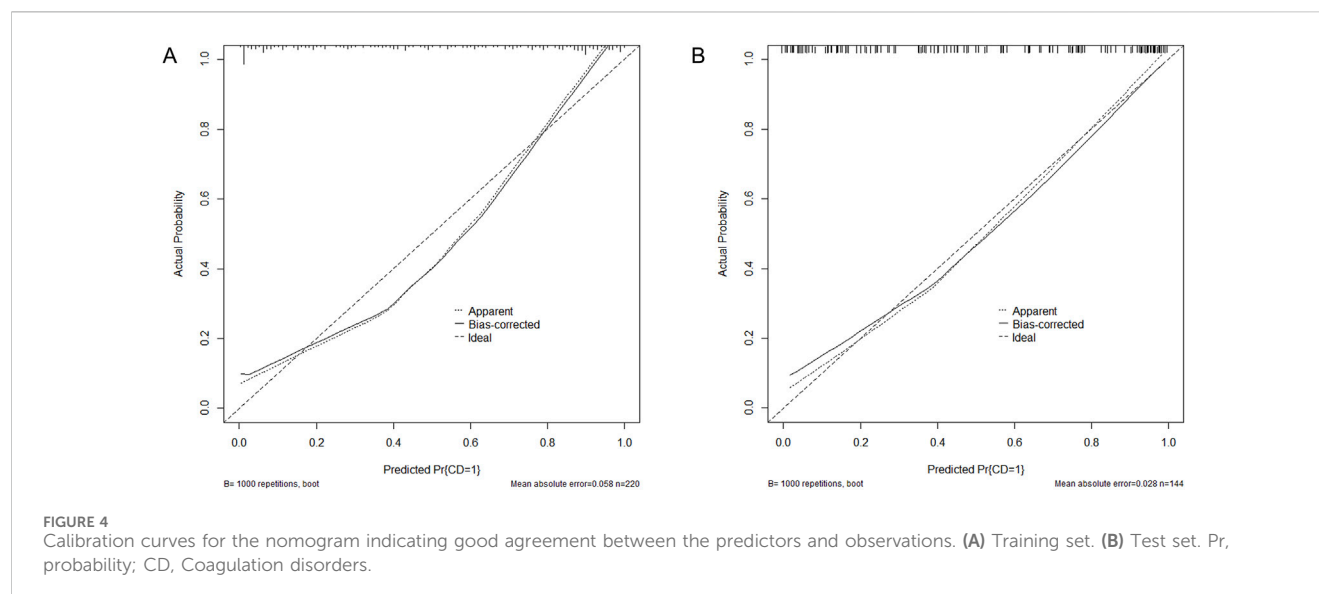 A
1.0
0.8
0.6
0.4
0.2
0.0
Actual Probability
Apparent
Bias-corrected
Ideal
0.0 0.2 0.4 0.6 0.8 1.0
Predicted Pr{CD=1}
B= 1000 repetitions, boot
Mean absolute error=0.058 n=220
B
1.0
0.8
0.6
0.4
0.2
0.0
Actual Probability
Apparent
Bias-corrected
Ideal
0.0 0.2 0.4 0.6 0.8 1.0
Predicted Pr{CD=1}
B= 1000 repetitions, boot
Mean absolute error=0.028 n=144
FIGURE 4
Calibration curves for the nomogram indicating good agreement between the predictors and observations. (A) Training set. (B) Test set. Pr,
probability; CD, Coagulation disorders.